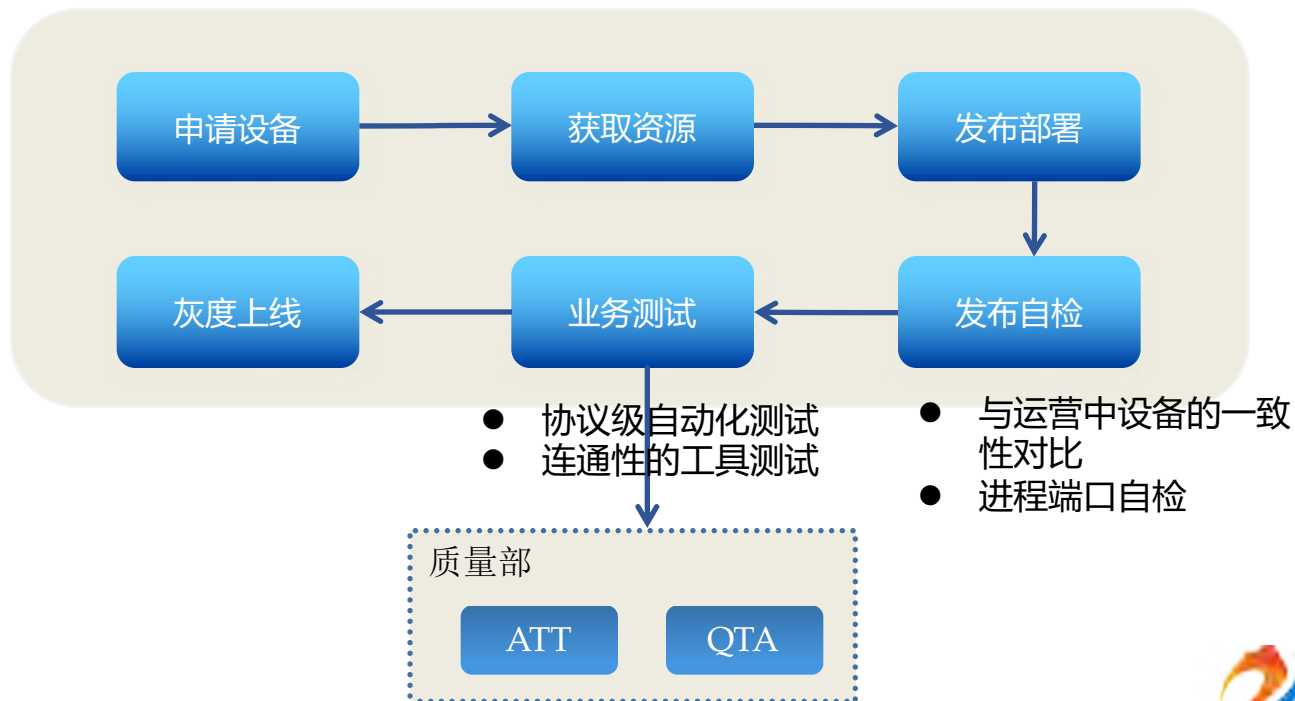 申请设备
获取资源
发布部署
灰度上线
业务测试
发布自检
● 协议级自动化测试
● 连通性的工具测试
● 与运营中设备的一致
性对比
● 进程端口自检
质量部
ATT
QTA